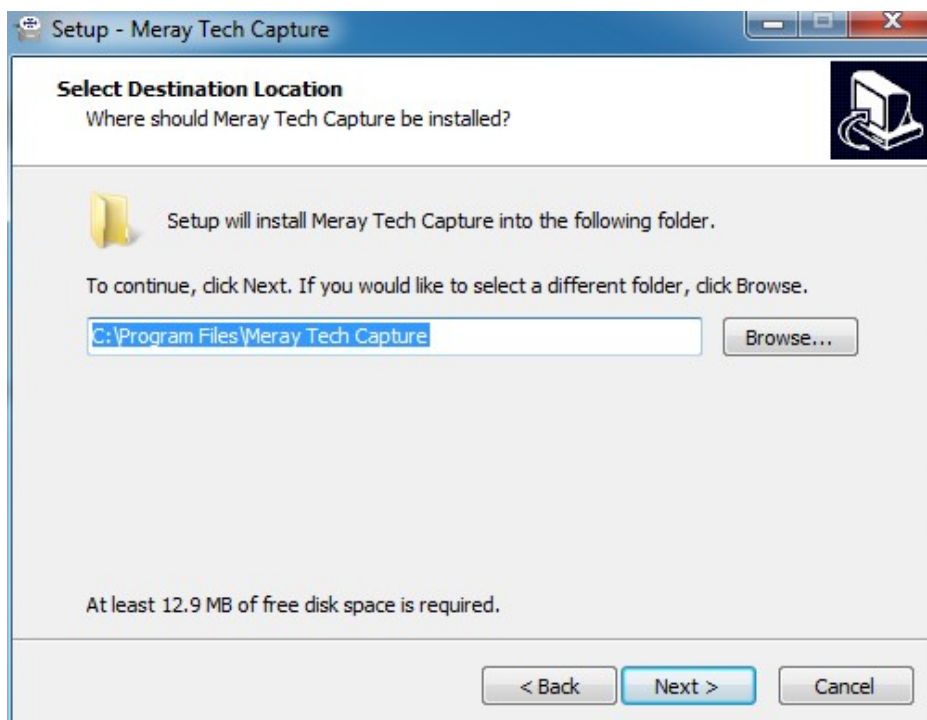 Setup - Meray Tech Capture
Select Destination Location
Where should Meray Tech Capture be installed?
Setup will install Meray Tech Capture into the following folder.
To continue, click Next. If you would like to select a different folder, click Browse.
C:\Program Files\Meray Tech Capture
Browse...
At least 12.9 MB of free disk space is required.
< Back
Next >
Cancel